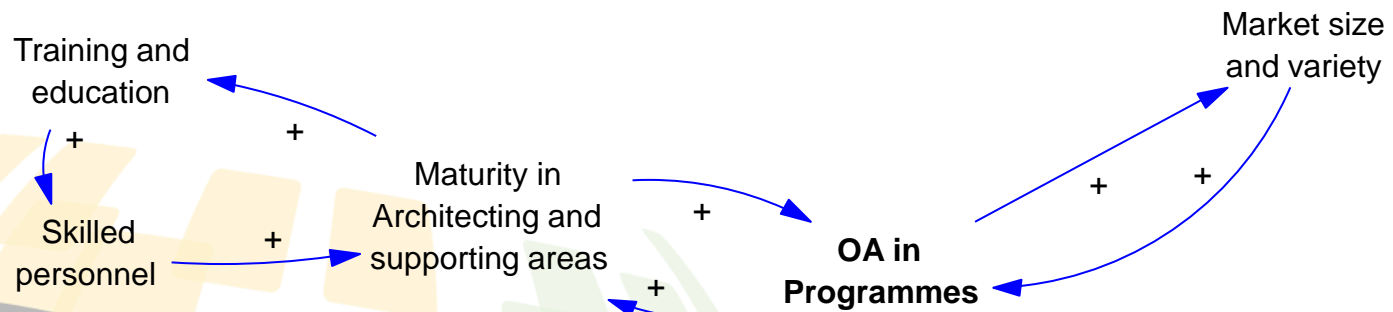 Market size
and variety
Training and
education
+
+
Maturity in
Architecting and
supporting areas
+
+
+
Skilled
personnel
+
OA in
Programmes
+